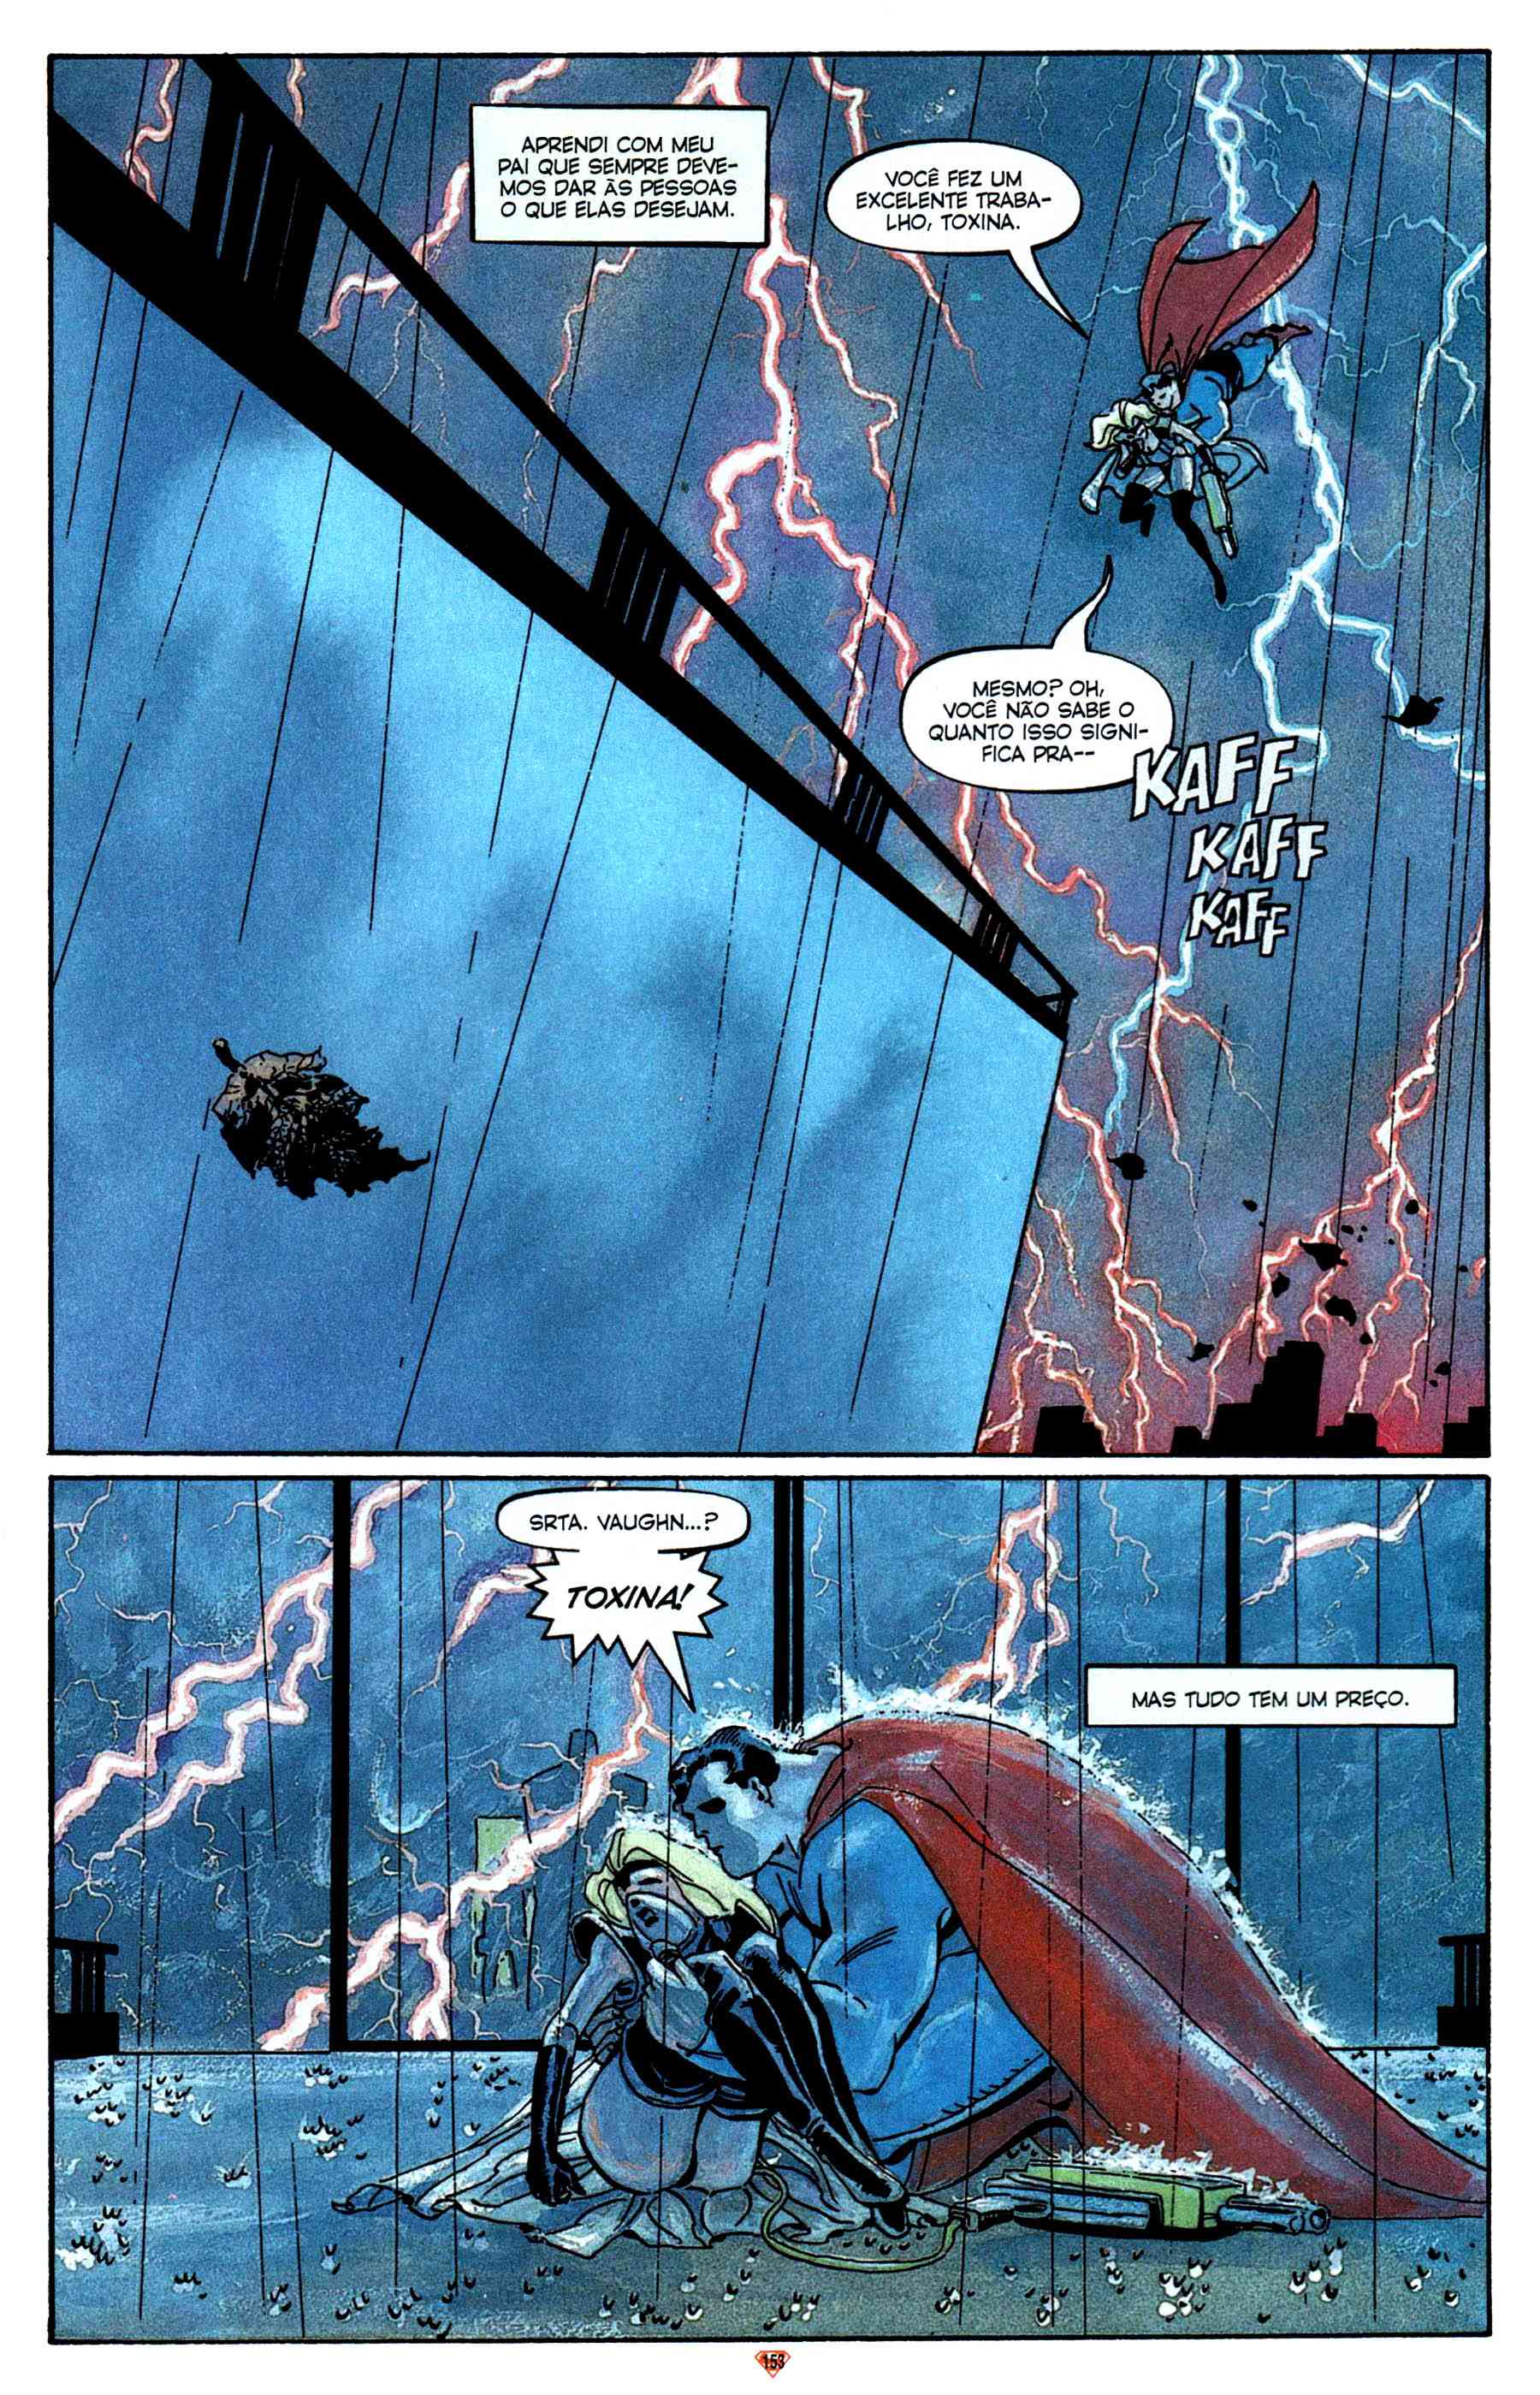 APRENDI COM MEU
PAI QUE SEMPRE DEVE-
MOS DAR ÀS PESSOAS
O QUE ELAS DESEJAM.
VOCÊ FEZ UM
EXCELENTE TRABA-
LHO, TOXINA.
MESMO? OH,
VOCÊ NÃO SABE O
QUANTO ISSO SIGNI-
FICA PRA--
KAFF
KAFF
KAFF
SRTA. VAUGHN...?
TOXINA!
MAS TUDO TEM UM PREÇO.
153